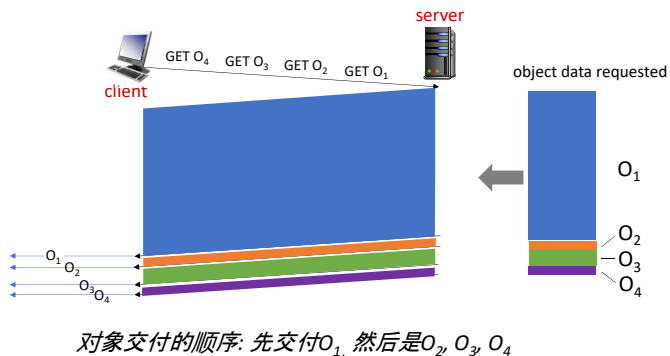 server
GET O4 GET O3 GET O2 GET O1
client
object data requested
O1
O2
O3
O4
O1
O2
O3
O4
对象交付的顺序: 先交付O1, 然后是O2, O3, O4